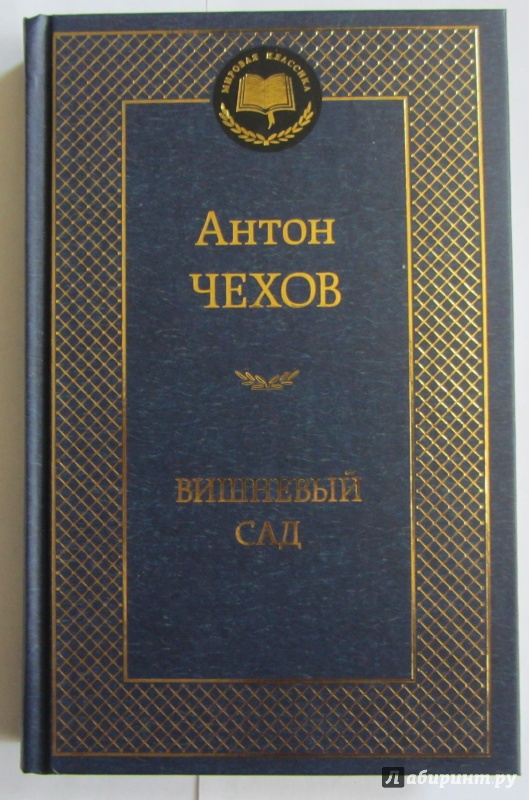 МИРОВАЯ КЛАССИКА
Антон
ЧЕХОВ
ВИШНЕВЫЙ
САД
Лабиринт.ру